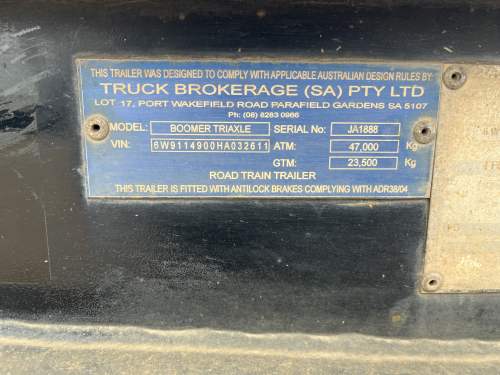 THIS TRAILER WAS DESIGNED TO COMPLY WITH APPLICABLE AUSTRALIAN DESIGN RULES BY:
TRUCK BROKERAGE (SA) PTY LTD
LOT 17, PORT WAKEFIELD ROAD PARAFIELD GARDENS SA 5107
Ph: (08) 8283 0986
MODEL: BOOMER TRIAXLE SERIAL No: JA1888
VIN: 6W9114900HA032611 ATM: 47,000 Kg
GTM: 23,500 Kg
ROAD TRAIN TRAILER
THIS TRAILER IS FITTED WITH ANTILOCK BRAKES COMPLYING WITH ADR38/04